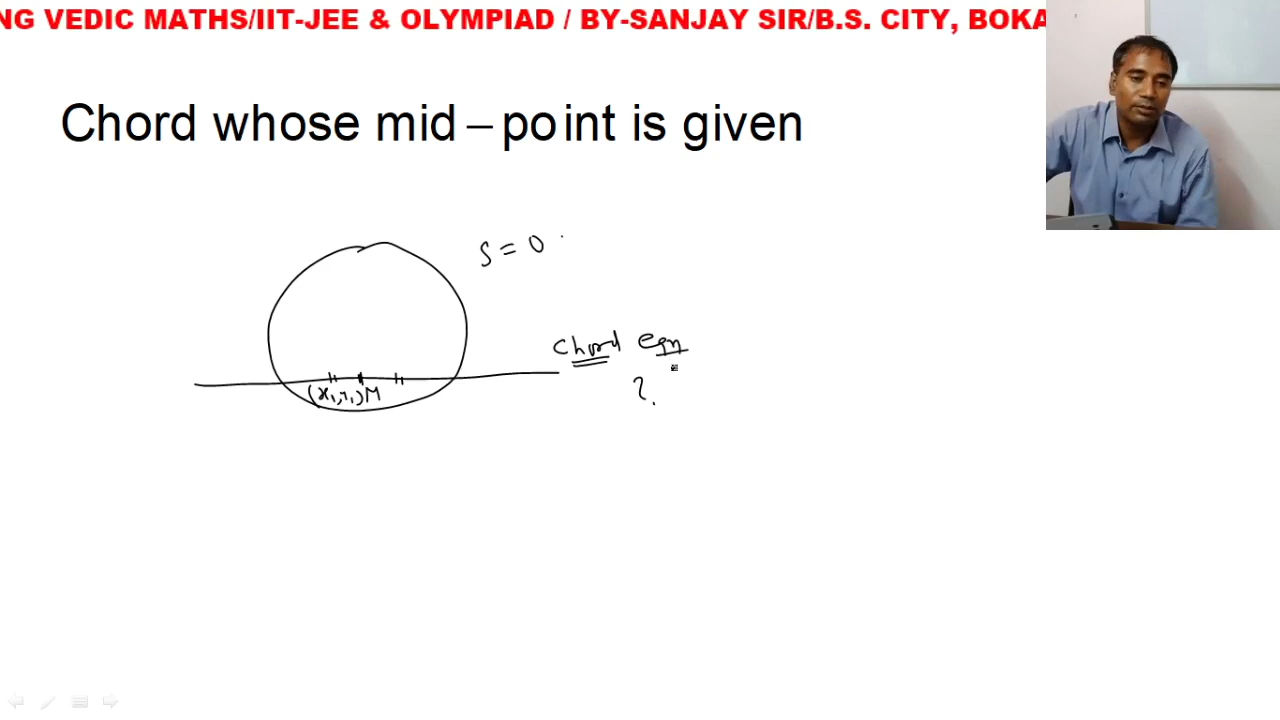 NG VEDIC MATHS/IIT-JEE & OLYMPIAD / BY-SANJAY SIR/B.S. CITY, BOKA
Chord whose mid – point is given
S = 0
chord eqn
?
(x₁, y₁) M